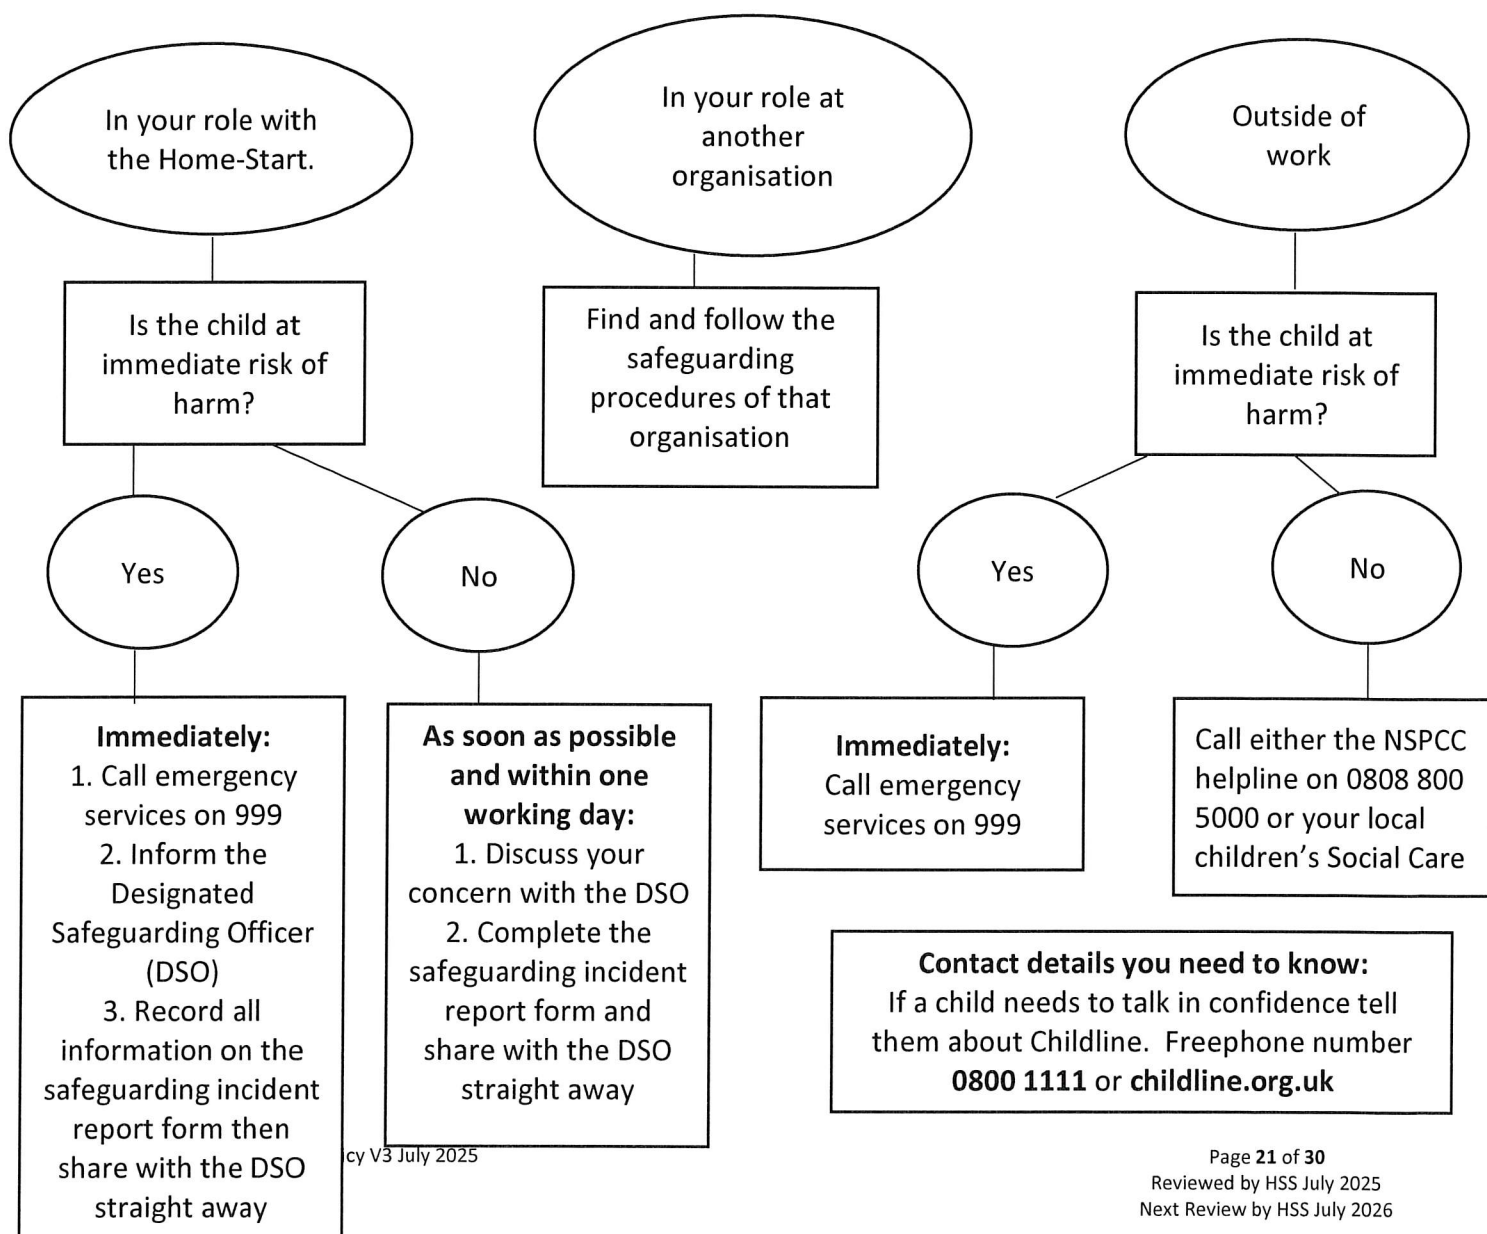 In your role with
the Home-Start.
In your role at
another
organisation
Outside of
work
Is the child at
immediate risk of
harm?
Find and follow the
safeguarding
procedures of that
organisation
Is the child at
immediate risk of
harm?
Yes
No
Yes
No
Immediately:
1. Call emergency
services on 999
2. Inform the
Designated
Safeguarding Officer
(DSO)
3. Record all
information on the
safeguarding incident
report form then
share with the DSO
straight away
As soon as possible
and within one
working day:
1. Discuss your
concern with the DSO
2. Complete the
safeguarding incident
report form and
share with the DSO
straight away
Immediately:
Call emergency
services on 999
Call either the NSPCC
helpline on 0808 800
5000 or your local
children’s Social Care
Contact details you need to know:
If a child needs to talk in confidence tell
them about Childline.  Freephone number
0800 1111 or childline.org.uk
icy V3 July 2025
Page 21 of 30
Reviewed by HSS July 2025
Next Review by HSS July 2026